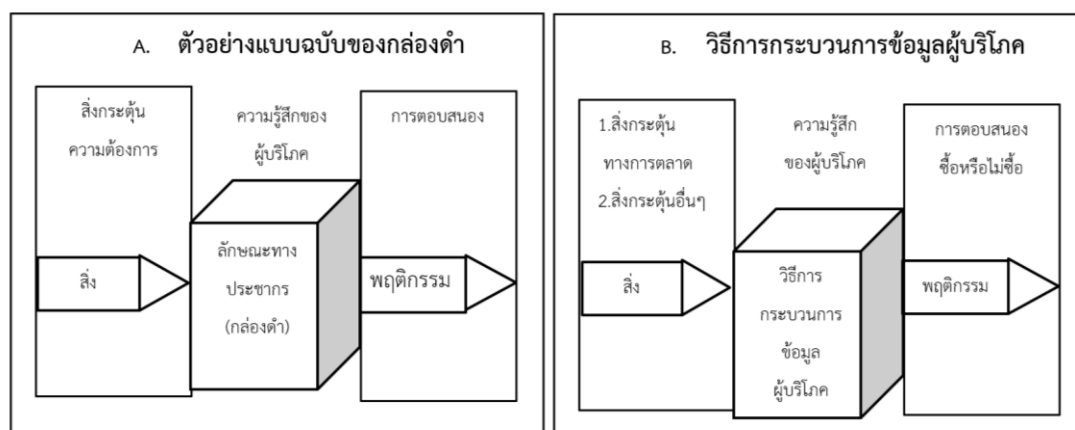 A. ตัวอย่างแบบฉบับของกล่องดำ
สิ่งกระตุ้น
ความต้องการ
ความรู้สึกของ
ผู้บริโภค
การตอบสนอง
สิ่ง
ลักษณะทาง
ประชากร
(กล่องดำ)
พฤติกรรม
B. วิธีการกระบวนการข้อมูลผู้บริโภค
1.สิ่งกระตุ้น
ทางการตลาด
2.สิ่งกระตุ้นอื่นๆ
ความรู้สึก
ของผู้บริโภค
การตอบสนอง
ซื้อหรือไม่ซื้อ
สิ่ง
วิธีการ
กระบวนการ
ข้อมูล
ผู้บริโภค
พฤติกรรม